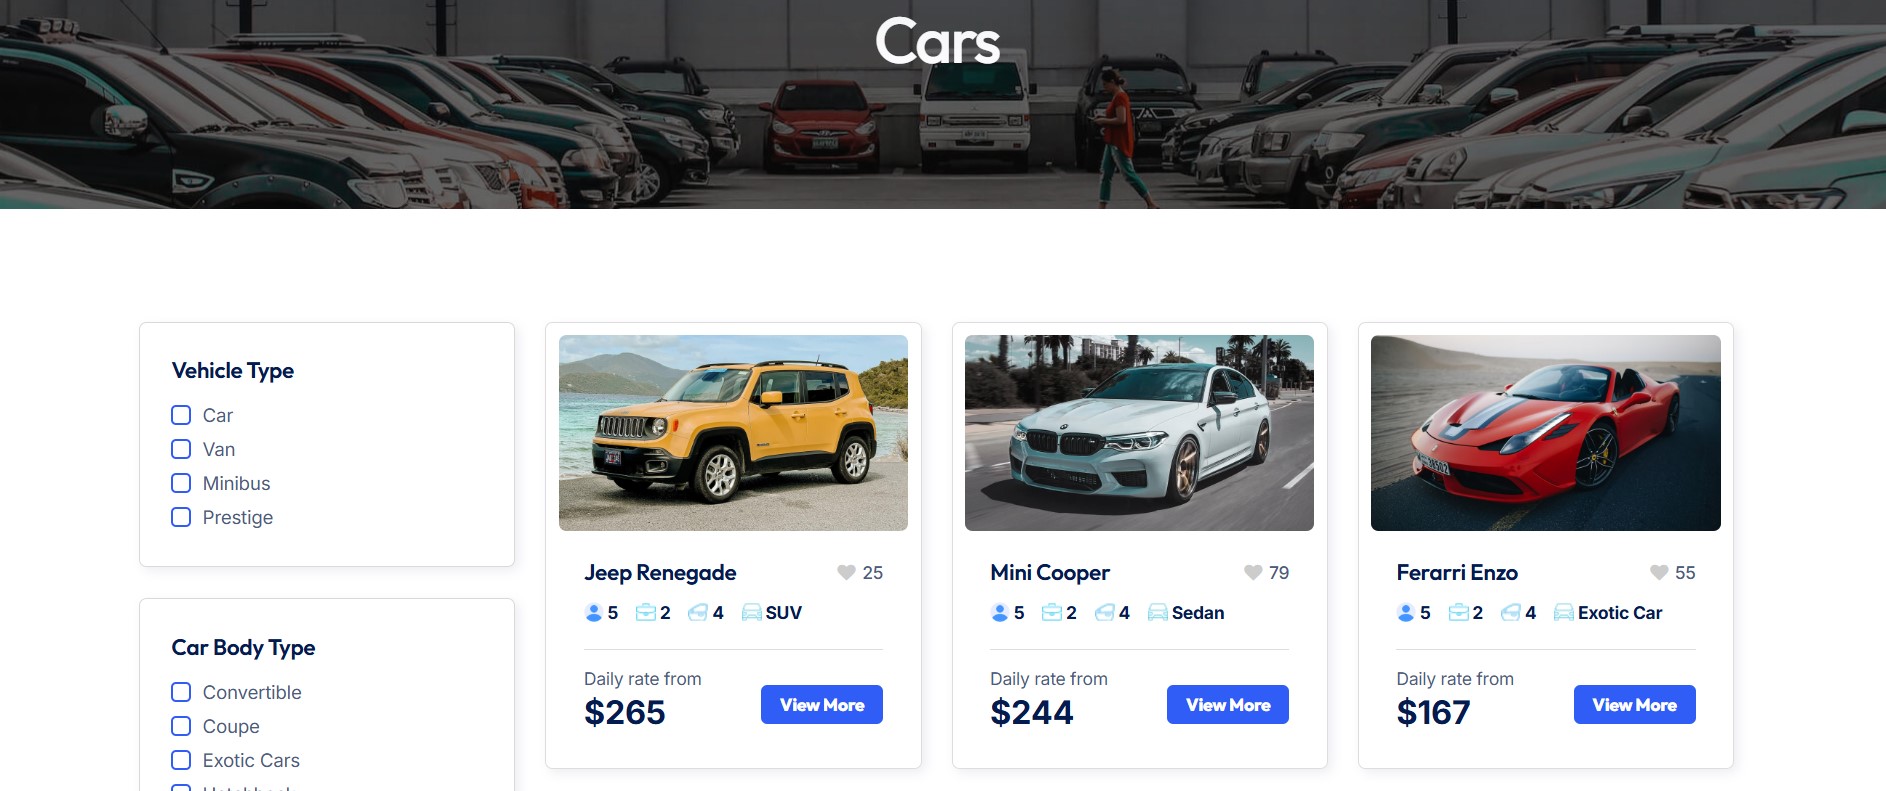 Cars
Vehicle Type
Car
Van
Minibus
Prestige
Car Body Type
Convertible
Coupe
Exotic Cars
Jeep Renegade
25
5 2 4 SUV
Daily rate from
$265
View More
Mini Cooper
79
5 2 4 Sedan
Daily rate from
$244
View More
Ferarri Enzo
55
5 2 4 Exotic Car
Daily rate from
$167
View More